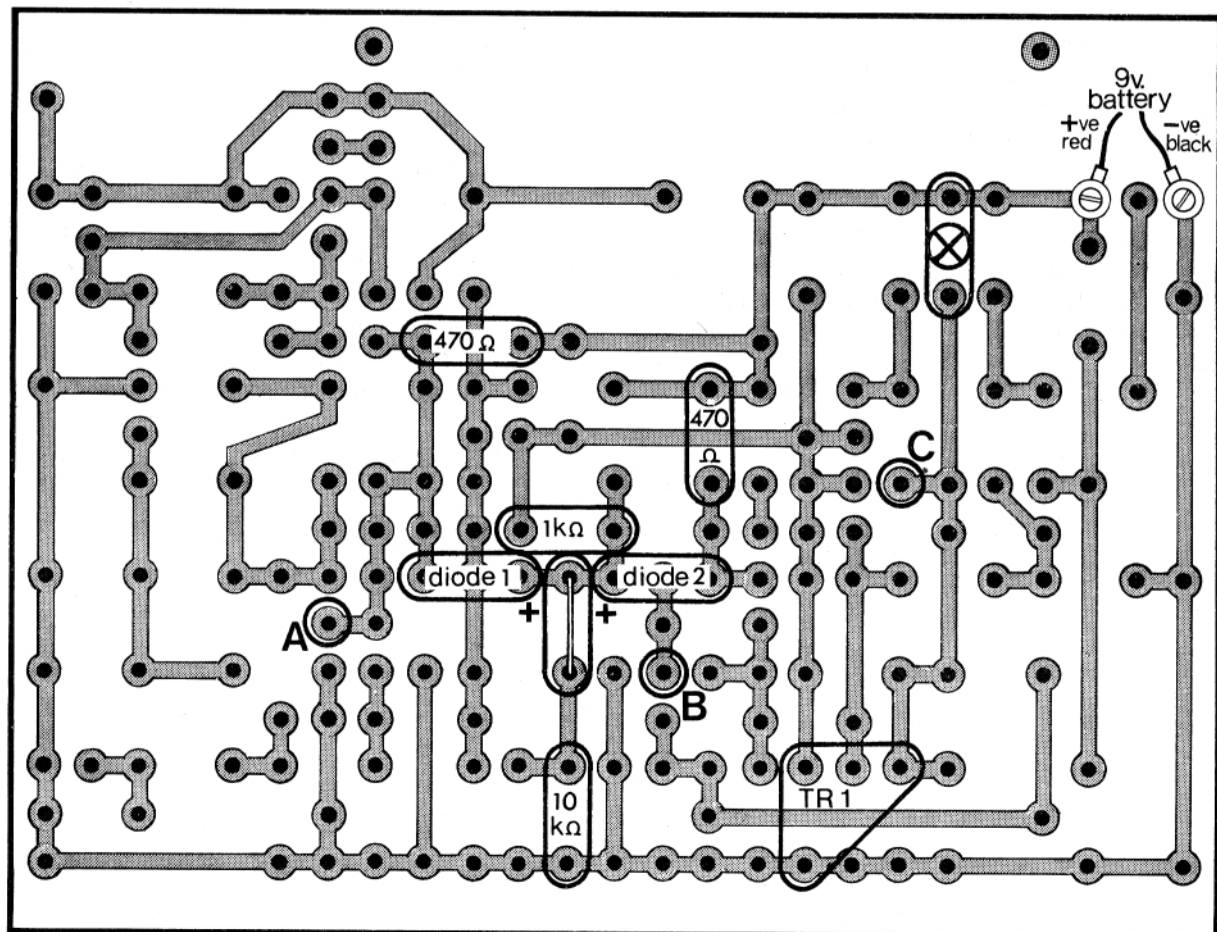 9v.
battery
+ve
red
−ve
black
470 Ω
470
Ω
C
1kΩ
diode 1
diode 2
+
+
A
B
10
kΩ
TR 1